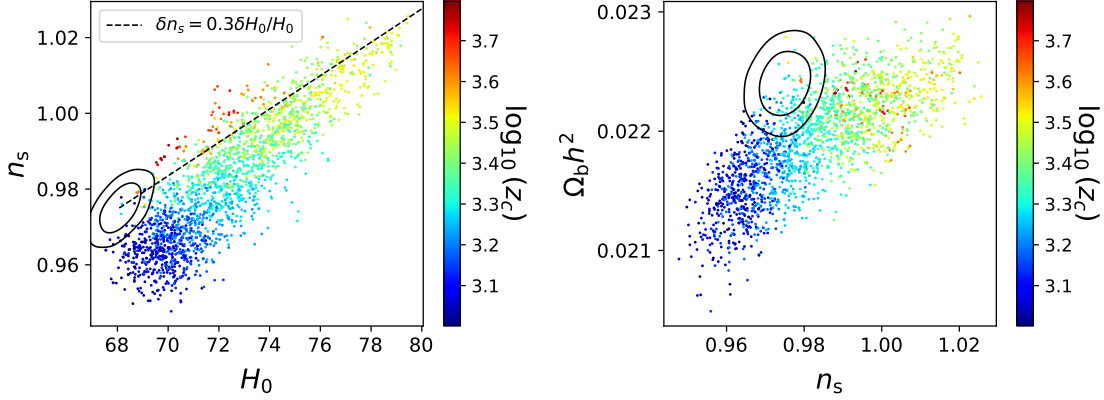 δn_s = 0.3δH_0/H_0
1.02
1.00
0.98
0.96
n_s
68 70 72 74 76 78 80
H_0
3.7
3.6
3.5
3.4
3.3
3.2
3.1
log_10(z_c)
0.023
0.022
0.021
Ω_b h^2
0.96 0.98 1.00 1.02
n_s
3.7
3.6
3.5
3.4
3.3
3.2
3.1
log_10(z_c)